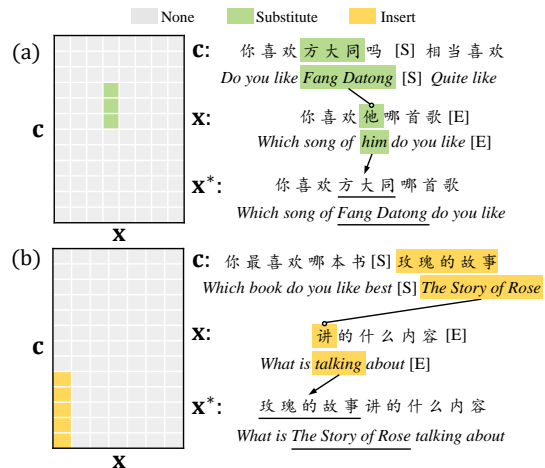 None Substitute Insert
(a)
c: 你喜欢方大同吗 [S] 相当喜欢
Do you like Fang Datong [S] Quite like
c
x: 你喜欢他哪首歌 [E]
Which song of him do you like [E]
x*: 你喜欢方大同哪首歌
Which song of Fang Datong do you like
x
(b)
c: 你最喜欢哪本书 [S] 玫瑰的故事
Which book do you like best [S] The Story of Rose
c
x: 讲的什么内容 [E]
What is talking about [E]
x*: 玫瑰的故事讲的什么内容
What is The Story of Rose talking about
x